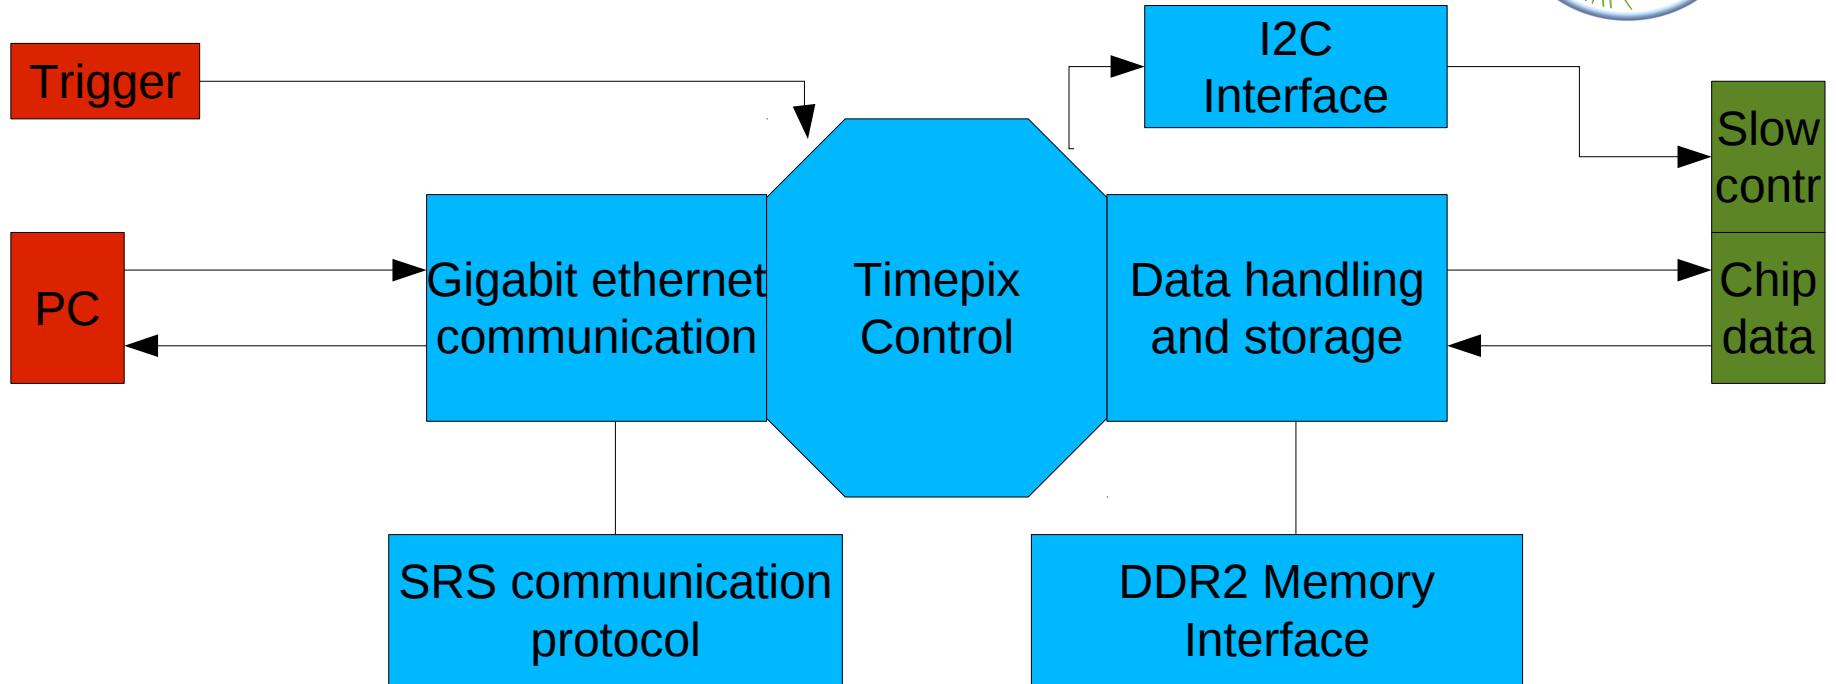 I2C
Interface
Trigger
Slow
contr
PC
Gigabit ethernet
communication
Timepix
Control
Data handling
and storage
Chip
data
SRS communication
protocol
DDR2 Memory
Interface